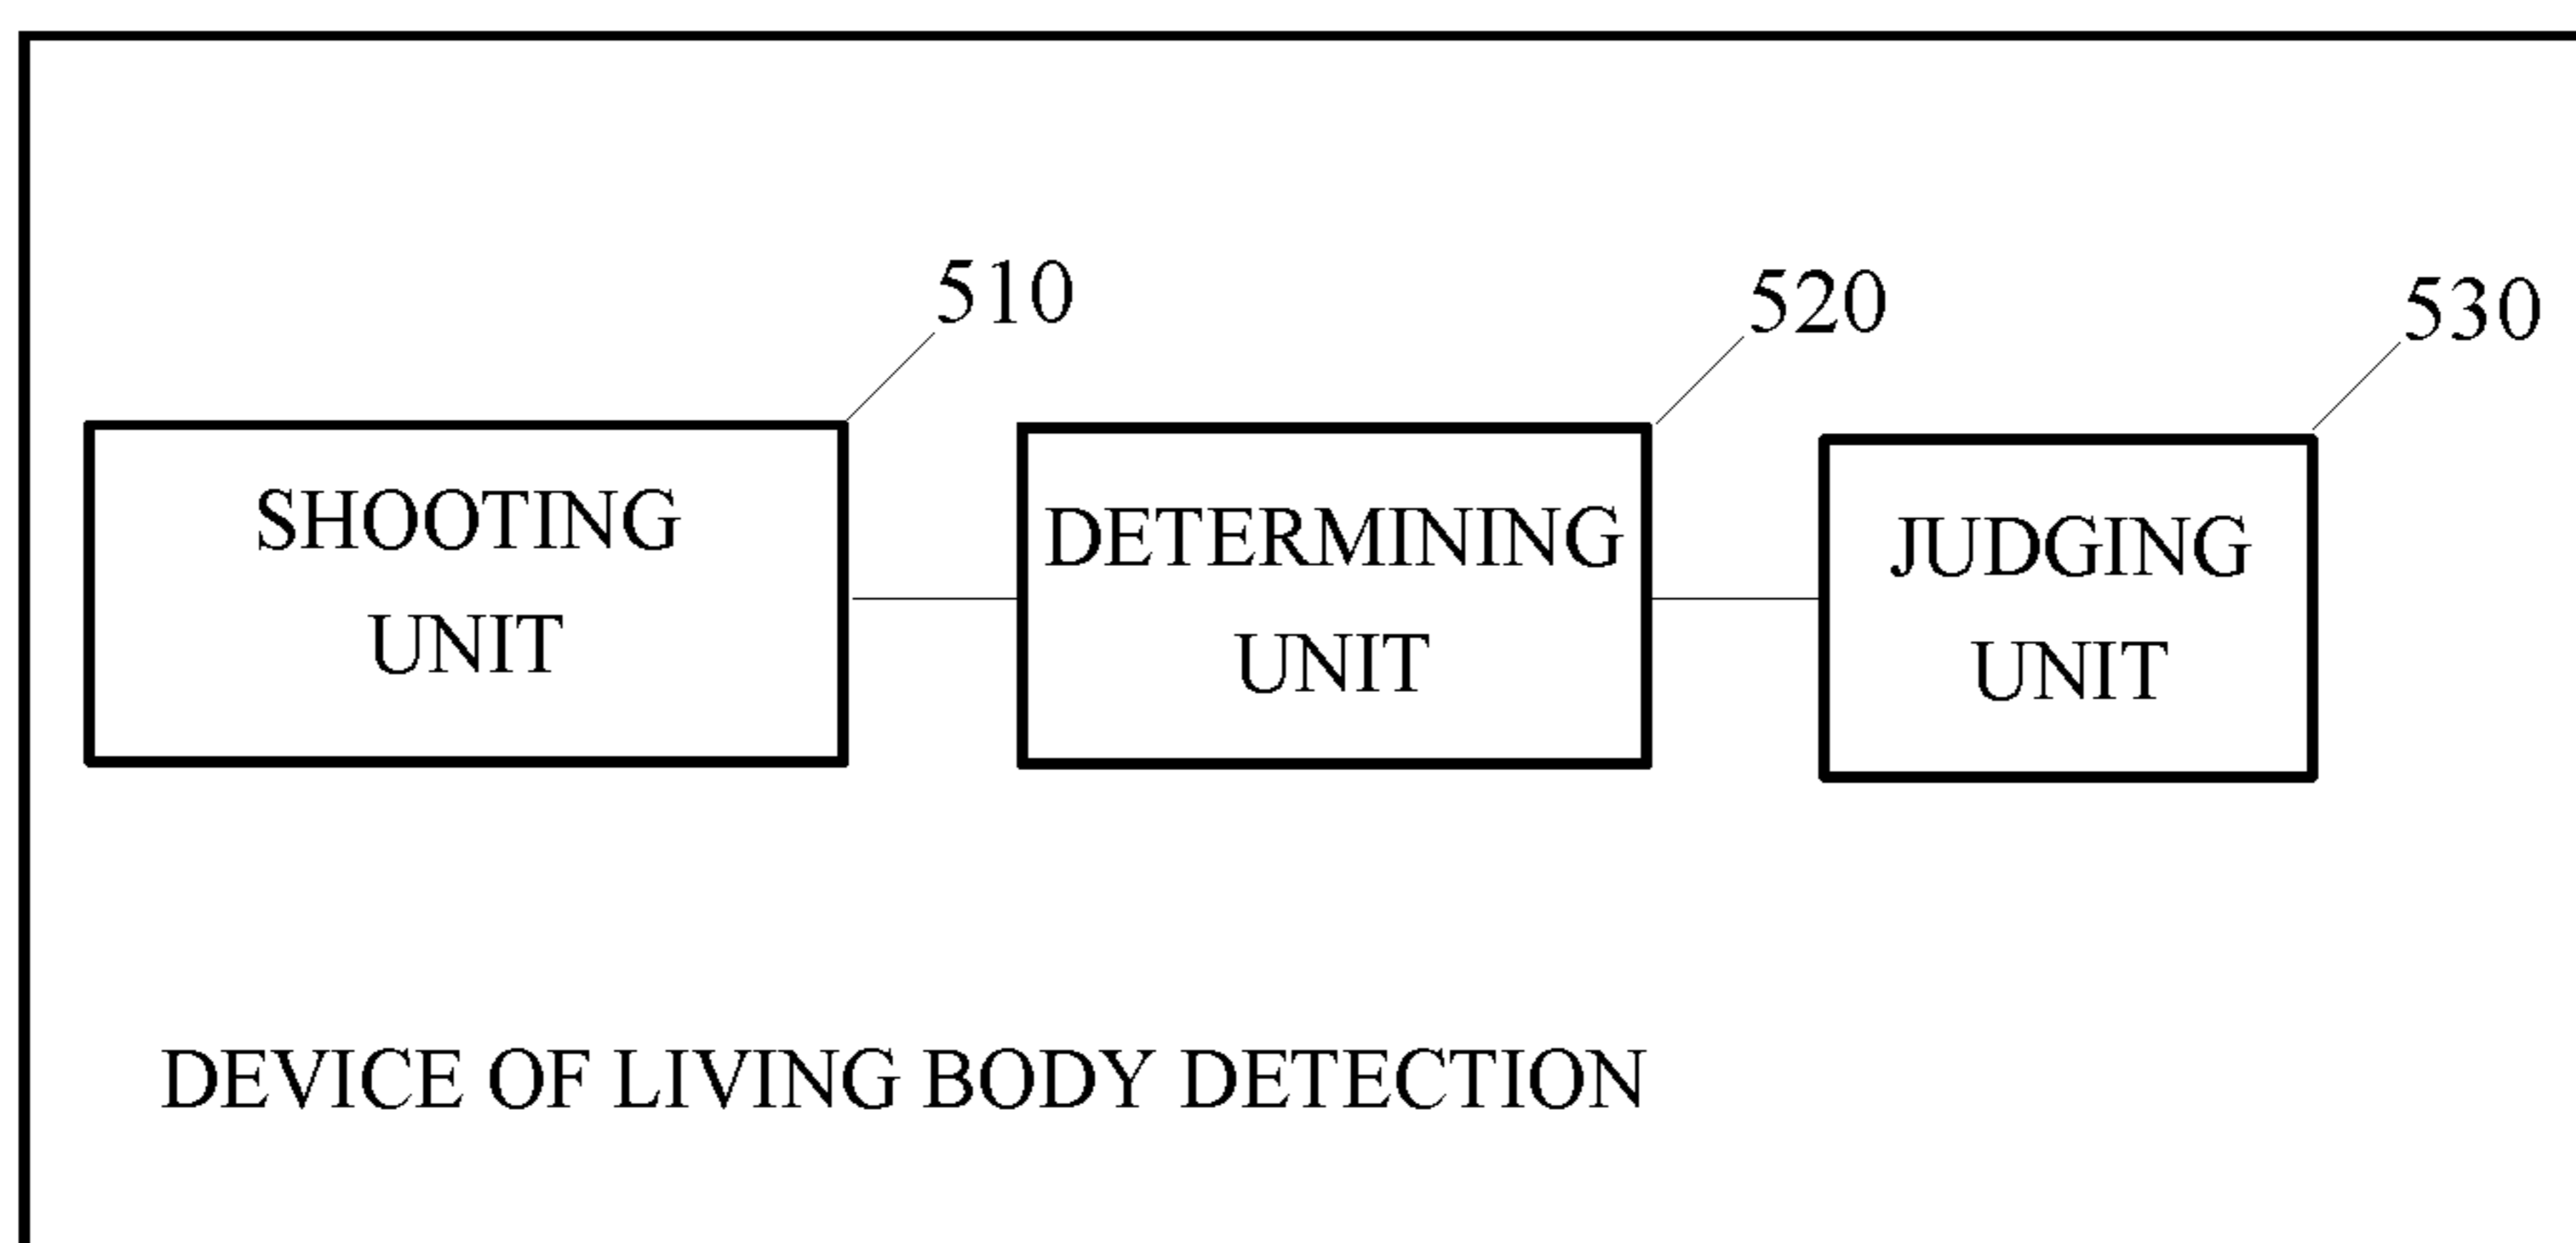 510
520
530
SHOOTING
UNIT
DETERMINING
UNIT
JUDGING
UNIT
DEVICE OF LIVING BODY DETECTION